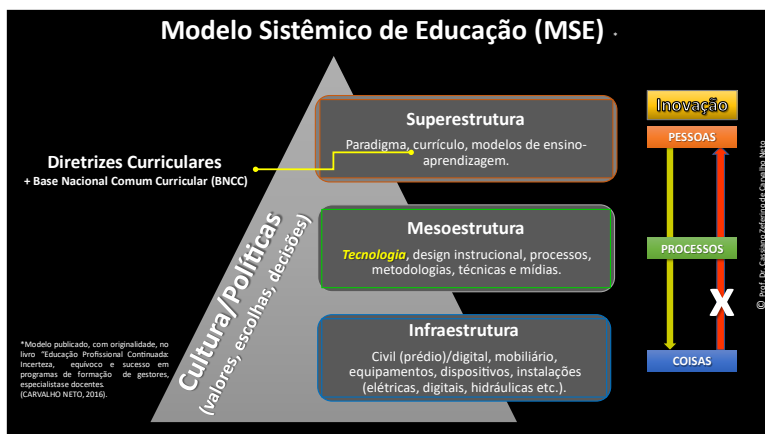 Modelo Sistêmico de Educação (MSE)
Diretrizes Curriculares
+ Base Nacional Comum Curricular (BNCC)
Cultura/Políticas
(valores, escolhas, decisões)
Superestrutura
Paradigma, currículo, modelos de ensino-
aprendizagem.
Mesoestrutura
Tecnologia, design instrucional, processos,
metodologias, técnicas e mídias.
Infraestrutura
Civil (prédio)/digital, mobiliário,
equipamentos, dispositivos, instalações
(elétricas, digitais, hidráulicas etc.).
Inovação
PESSOAS
PROCESSOS
X
COISAS
© Prof. Dr. Cassiano Zeferino de Carvalho Neto
*Modelo publicado, com originalidade, no
livro "Educação Profissional Continuada:
Incerteza, equívoco e sucesso em
programas de formação de gestores,
especialistase docentes.
(CARVALHO NETO, 2016).